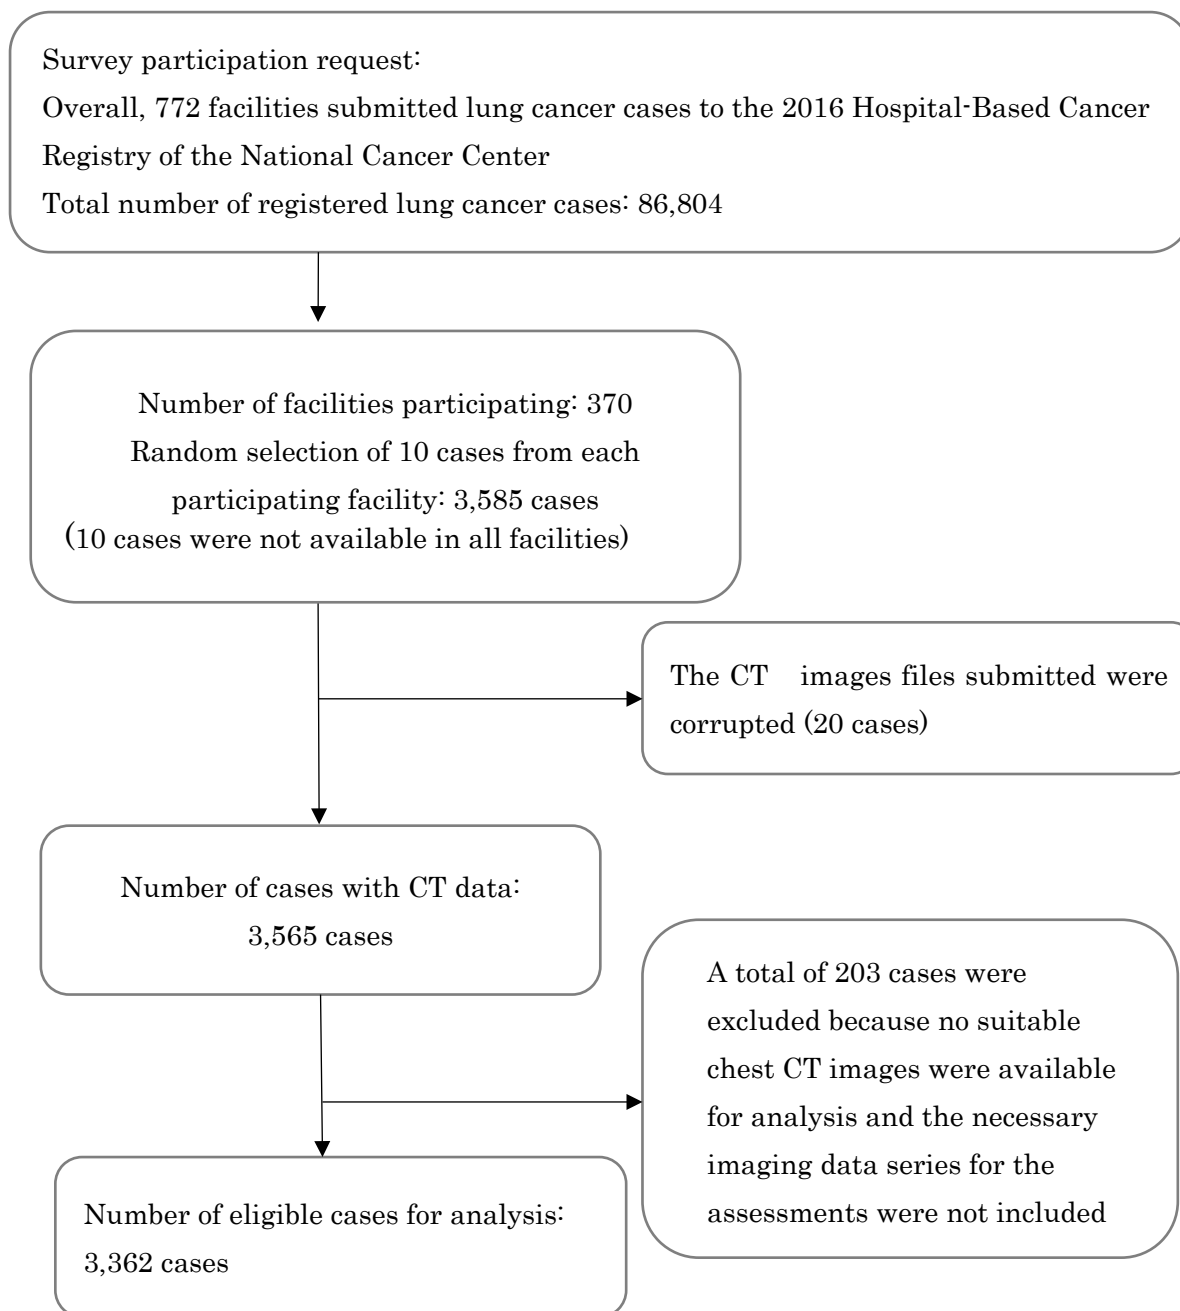 Survey participation request:
Overall, 772 facilities submitted lung cancer cases to the 2016 Hospital-Based Cancer
Registry of the National Cancer Center
Total number of registered lung cancer cases: 86,804
Number of facilities participating: 370
Random selection of 10 cases from each
participating facility: 3,585 cases
(10 cases were not available in all facilities)
The CT images files submitted were
corrupted (20 cases)
Number of cases with CT data:
3,565 cases
A total of 203 cases were
excluded because no suitable
chest CT images were available
for analysis and the necessary
imaging data series for the
assessments were not included
Number of eligible cases for analysis:
3,362 cases